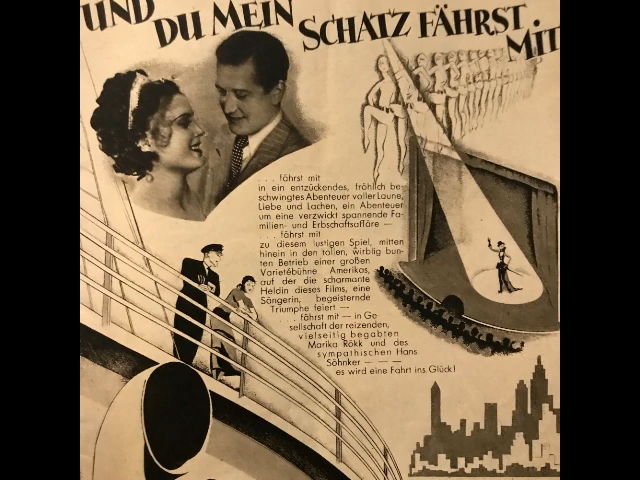 UND DU MEIN SCHATZ FÄHRST MIT
. . . fährst mit
in ein entzückendes, fröhlich be-
schwingtes Abenteuer voller Laune,
Liebe und Lachen, ein Abenteuer
um eine verzwickt spannende Fa-
milien- und Erbschaftsaffäre —
. . . fährst mit
zu diesem lustigen Spiel, mitten
hinein in den tollen, wirblig bun-
ten Betrieb einer großen
Varietébühne Amerikas,
auf der die scharmante
Heldin dieses Films, eine
Sängerin, begeisternde
Triumphe feiert —
. . . fährst mit — in Ge-
sellschaft der reizenden,
vielseitig begabten
Marika Rökk und des
sympathischen Hans
Söhnker — — —
es wird eine Fahrt ins Glück!